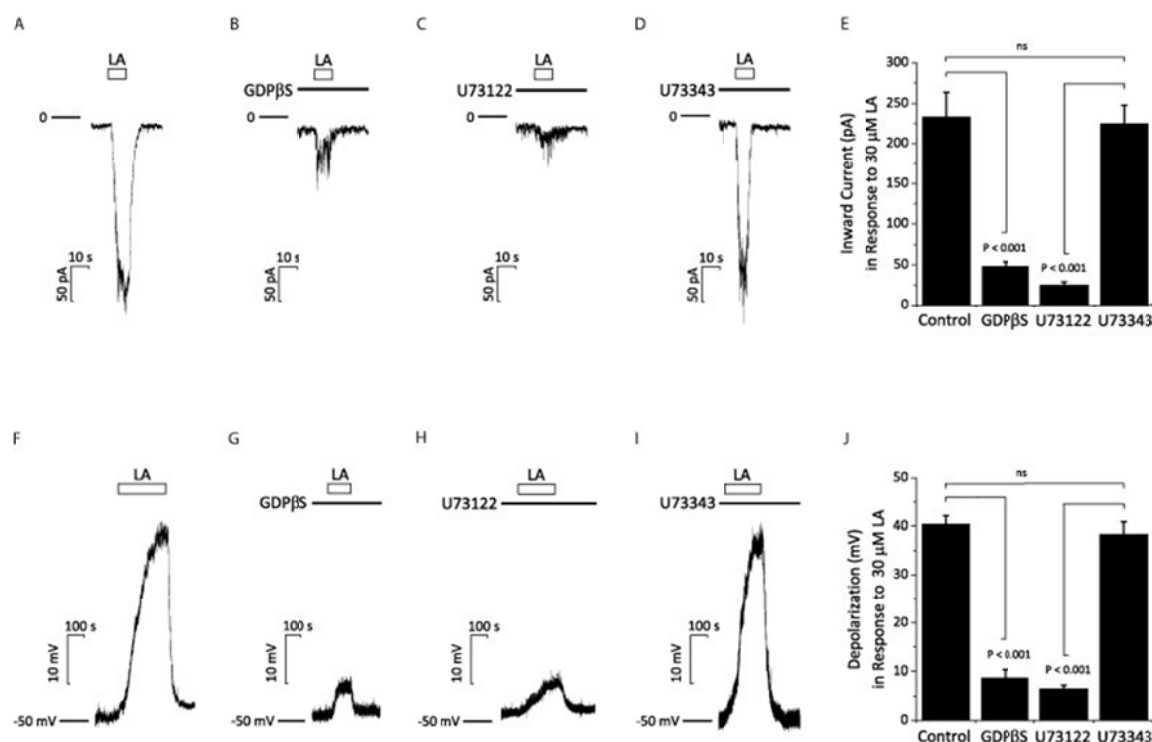 A
LA
0
10 s
50 pA
B
LA
GDPβS
0
10 s
50 pA
C
LA
U73122
0
10 s
50 pA
D
LA
U73343
0
10 s
50 pA
E
ns
300
250
200
150
100
50
0
Inward Current (pA)
in Response to 30 μM LA
P < 0.001
P < 0.001
Control GDPβS U73122 U73343
F
LA
100 s
10 mV
-50 mV
G
LA
GDPβS
100 s
10 mV
-50 mV
H
LA
U73122
100 s
10 mV
-50 mV
I
LA
U73343
100 s
10 mV
-50 mV
J
ns
50
40
30
20
10
0
Depolarization (mV)
in Response to 30 μM LA
P < 0.001
P < 0.001
Control GDPβS U73122 U73343